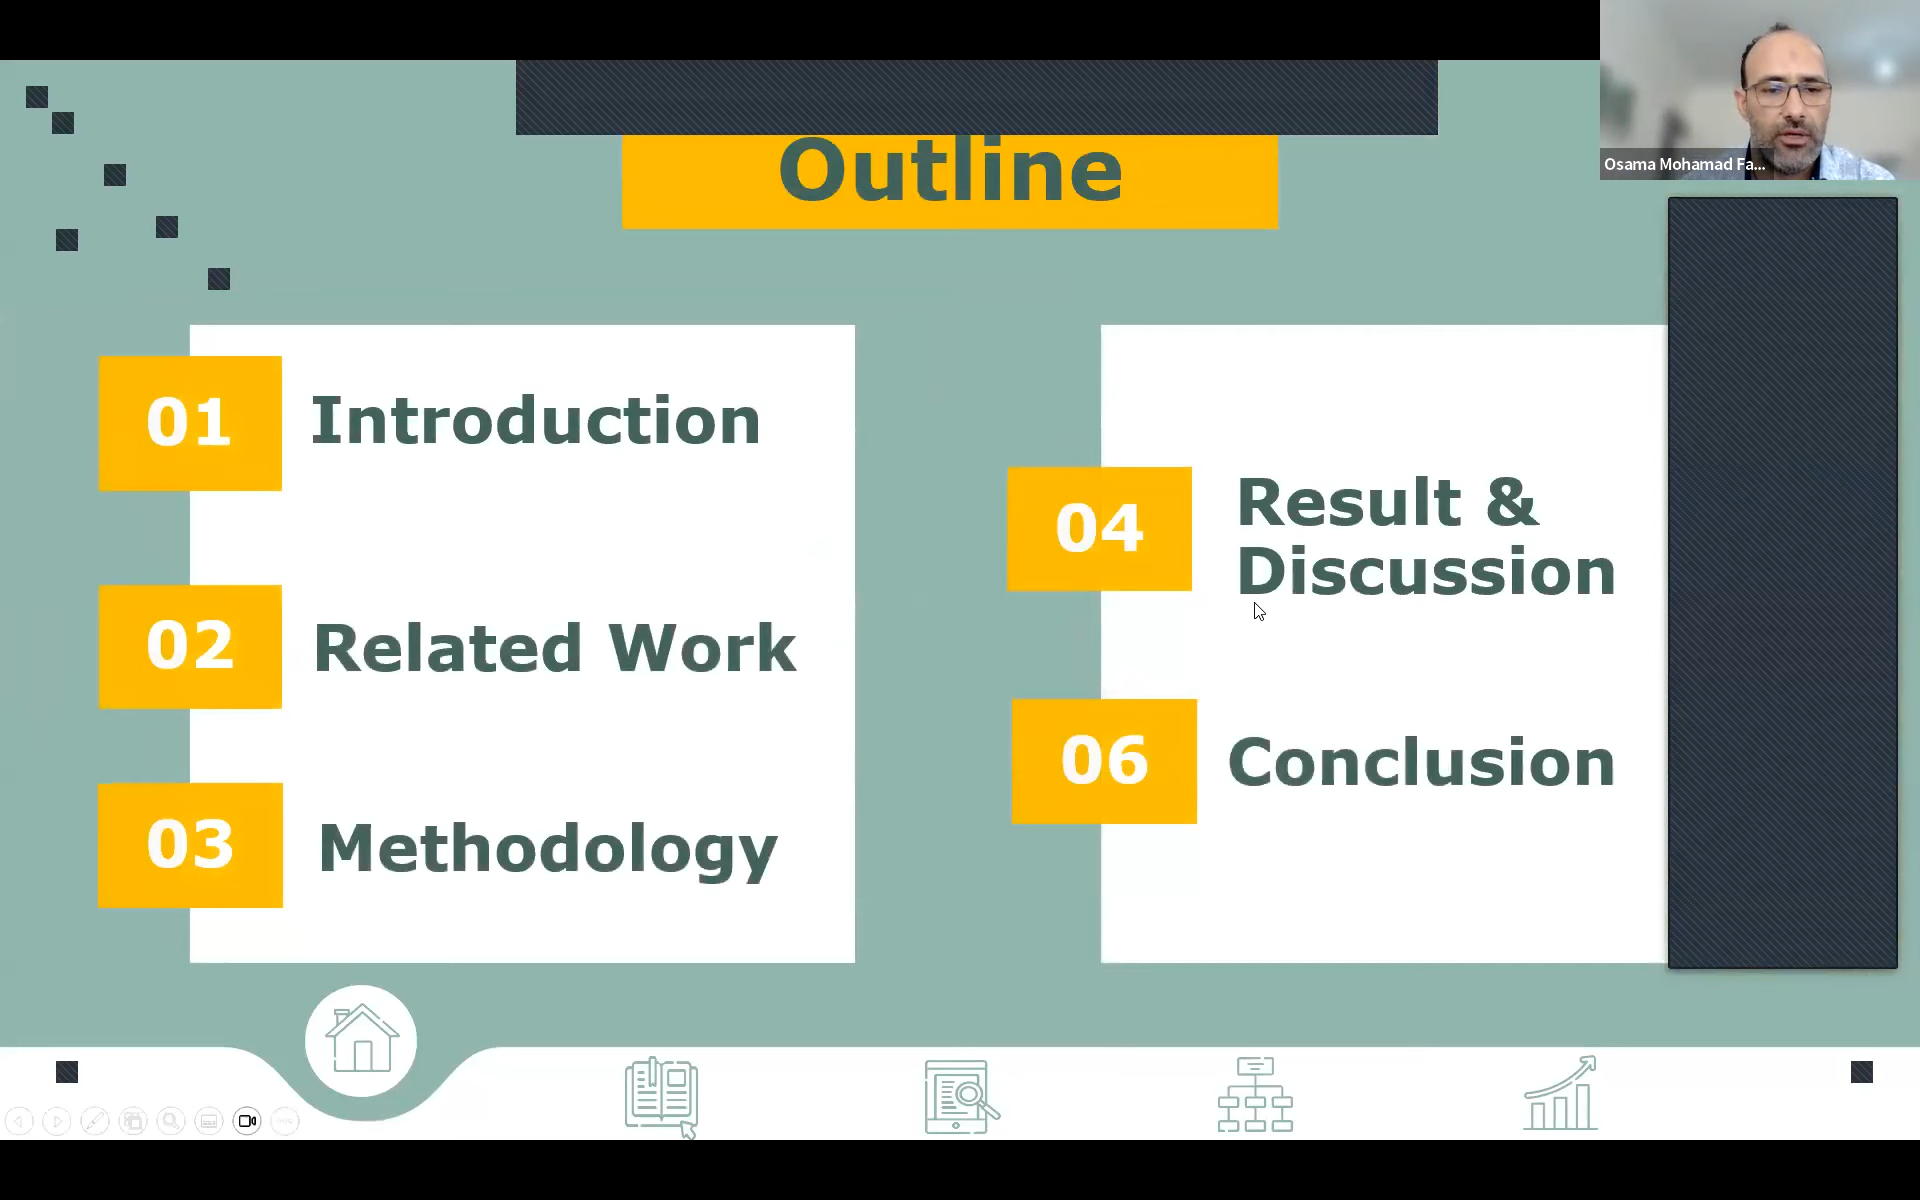 Outline
Osama Mohamad Fa...
01
Introduction
02
Related Work
03
Methodology
04
Result &
Discussion
06
Conclusion